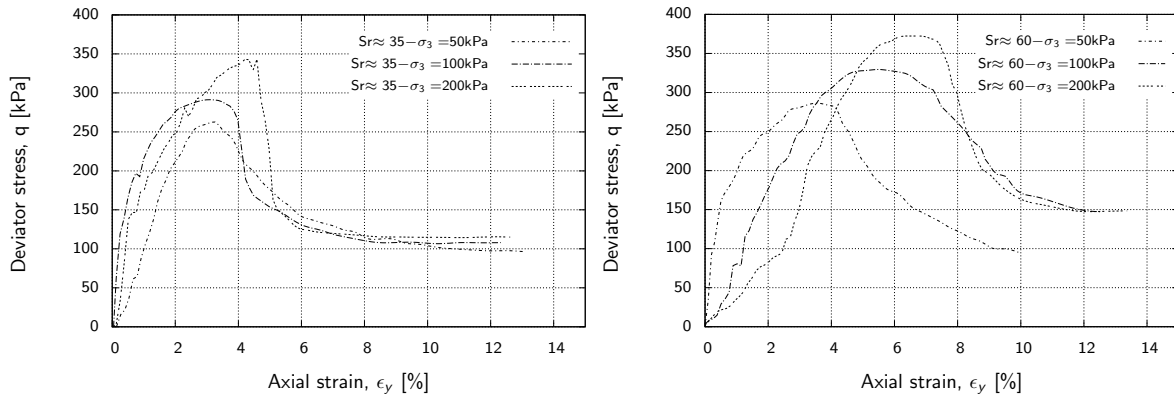 400
350
300
250
200
150
100
50
0
Deviator stress, q [kPa]
Sr≈ 35−σ3 =50kPa
Sr≈ 35−σ3 =100kPa
Sr≈ 35−σ3 =200kPa
0 2 4 6 8 10 12 14
Axial strain, ϵy [%]
400
350
300
250
200
150
100
50
0
Deviator stress, q [kPa]
Sr≈ 60−σ3 =50kPa
Sr≈ 60−σ3 =100kPa
Sr≈ 60−σ3 =200kPa
0 2 4 6 8 10 12 14
Axial strain, ϵy [%]